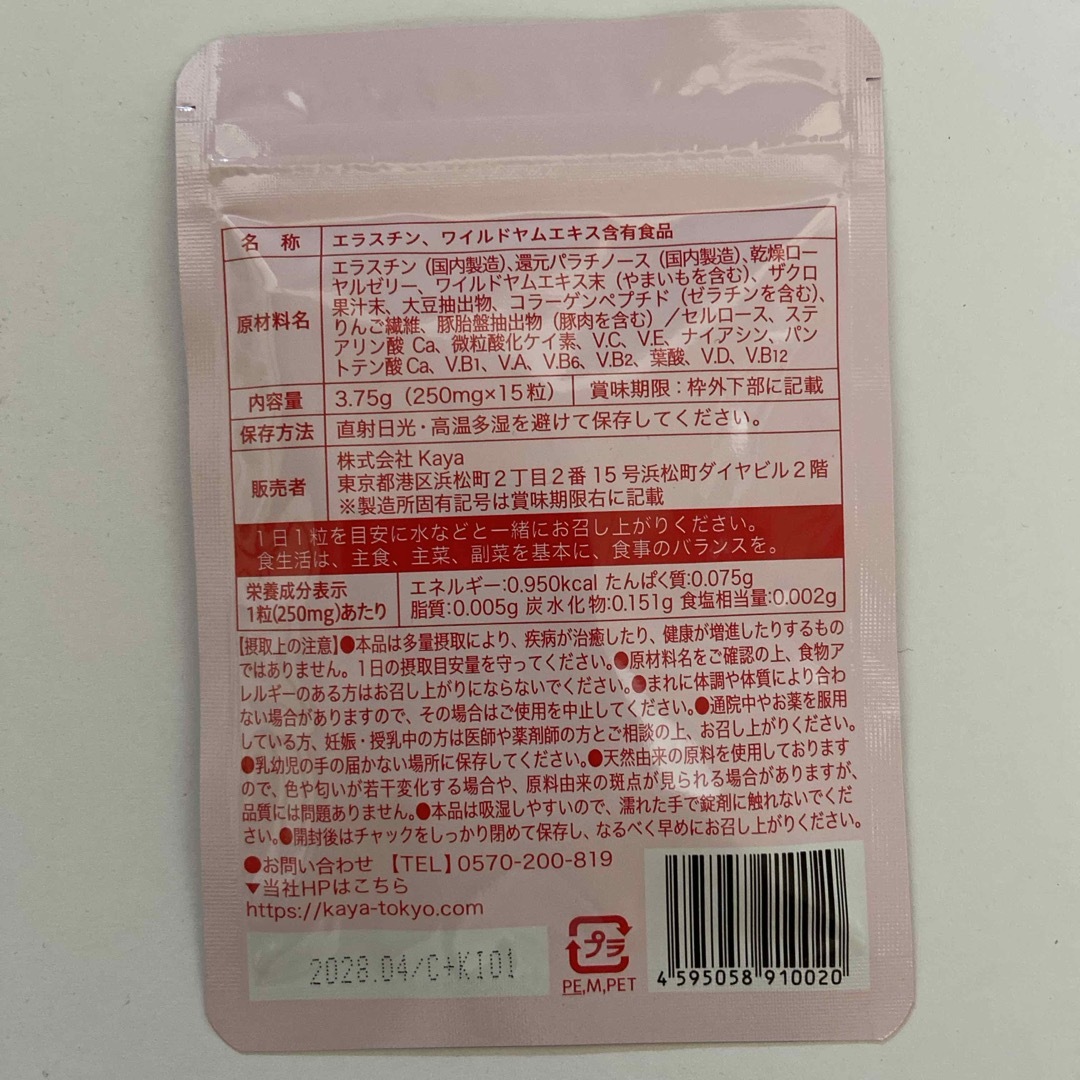 名 称 エラスチン、ワイルドヤムエキス含有食品
原材料名 エラスチン（国内製造）、還元パラチノース（国内製造）、乾燥ロー
ヤルゼリー、ワイルドヤムエキス末（やまいもを含む）、ザクロ
果汁末、大豆抽出物、コラーゲンペプチド（ゼラチンを含む）、
りんご繊維、豚胎盤抽出物（豚肉を含む）／セルロース、ステ
アリン酸 Ca、微粒酸化ケイ素、V.C、V.E、ナイアシン、パン
トテン酸 Ca、V.B1、V.A、V.B6、V.B2、葉酸、V.D、V.B12
内容量 3.75g（250mg×15粒） 賞味期限：枠外下部に記載
保存方法 直射日光・高温多湿を避けて保存してください。
販売者 株式会社 Kaya
東京都港区浜松町２丁目２番 15 号浜松町ダイヤビル２階
※製造所固有記号は賞味期限右に記載
１日１粒を目安に水などと一緒にお召し上がりください。
食生活は、主食、主菜、副菜を基本に、食事のバランスを。
栄養成分表示
1粒(250mg)あたり
エネルギー:0.950kcal たんぱく質:0.075g
脂質:0.005g 炭水化物:0.151g 食塩相当量:0.002g
【摂取上の注意】●本品は多量摂取により、疾病が治癒したり、健康が増進したりするもの
ではありません。1日の摂取目安量を守ってください。●原材料名をご確認の上、食物ア
レルギーのある方はお召し上がりにならないでください。●まれに体調や体質により合わ
ない場合がありますので、その場合はご使用を中止してください。●通院中やお薬を服用
している方、妊娠・授乳中の方は医師や薬剤師の方とご相談の上、お召し上がりください。
●乳幼児の手の届かない場所に保存してください。●天然由来の原料を使用しております
ので、色や匂いが若干変化する場合や、原料由来の斑点が見られる場合がありますが、
品質には問題ありません。●本品は吸湿しやすいので、濡れた手で錠剤に触れないでくだ
さい。●開封後はチャックをしっかり閉めて保存し、なるべく早めにお召し上がりください。
●お問い合わせ 【TEL】0570-200-819
▼当社HPはこちら
https://kaya-tokyo.com
2028.04/C+KI01
プラ
PE,M,PET
4 595058 910020